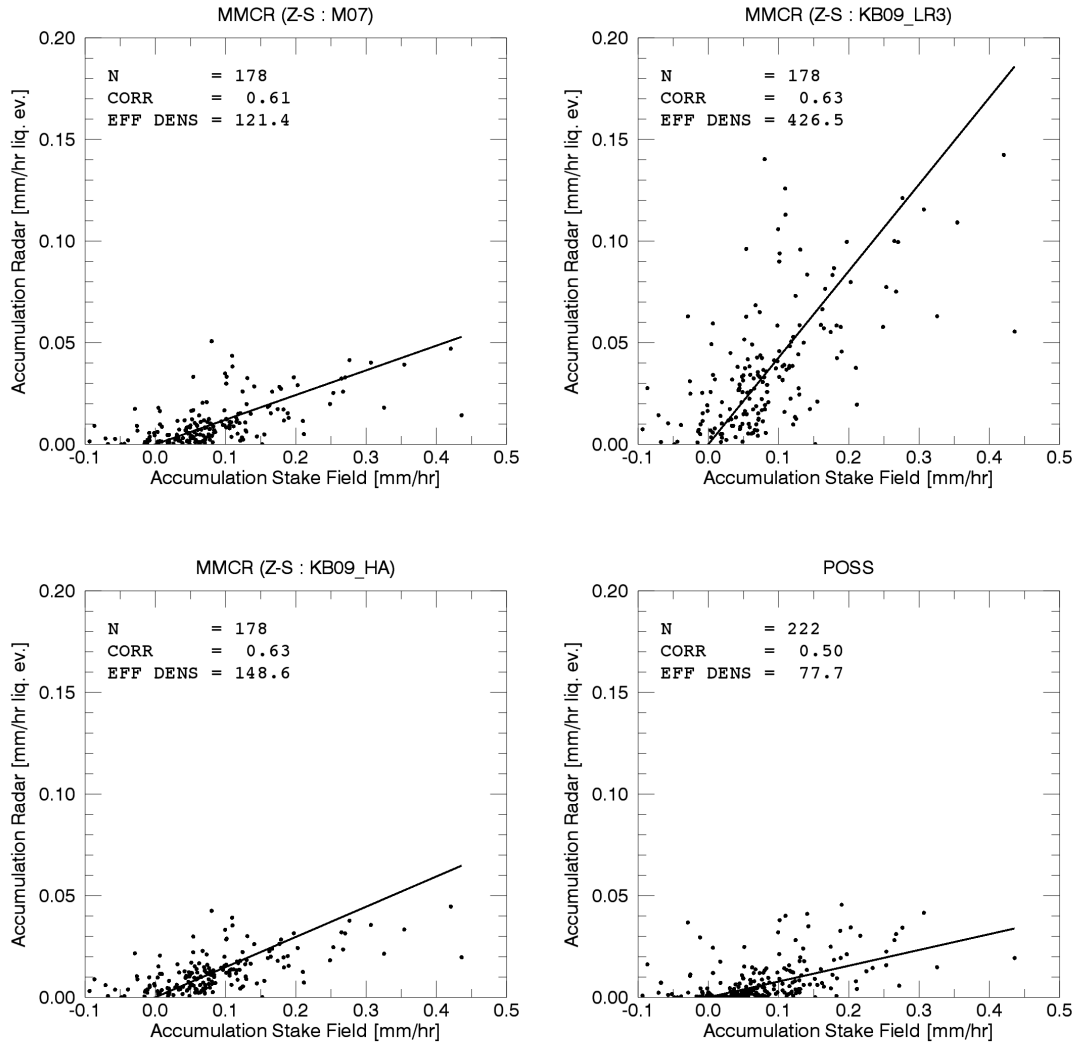 MMCR (Z-S : M07)
0.20
0.15
0.10
0.05
0.00
N = 178
CORR = 0.61
EFF DENS = 121.4
Accumulation Radar [mm/hr liq. ev.]
-0.1 0.0 0.1 0.2 0.3 0.4 0.5
Accumulation Stake Field [mm/hr]
MMCR (Z-S : KB09_LR3)
0.20
0.15
0.10
0.05
0.00
N = 178
CORR = 0.63
EFF DENS = 426.5
Accumulation Radar [mm/hr liq. ev.]
-0.1 0.0 0.1 0.2 0.3 0.4 0.5
Accumulation Stake Field [mm/hr]
MMCR (Z-S : KB09_HA)
0.20
0.15
0.10
0.05
0.00
N = 178
CORR = 0.63
EFF DENS = 148.6
Accumulation Radar [mm/hr liq. ev.]
-0.1 0.0 0.1 0.2 0.3 0.4 0.5
Accumulation Stake Field [mm/hr]
POSS
0.20
0.15
0.10
0.05
0.00
N = 222
CORR = 0.50
EFF DENS = 77.7
Accumulation Radar [mm/hr liq. ev.]
-0.1 0.0 0.1 0.2 0.3 0.4 0.5
Accumulation Stake Field [mm/hr]